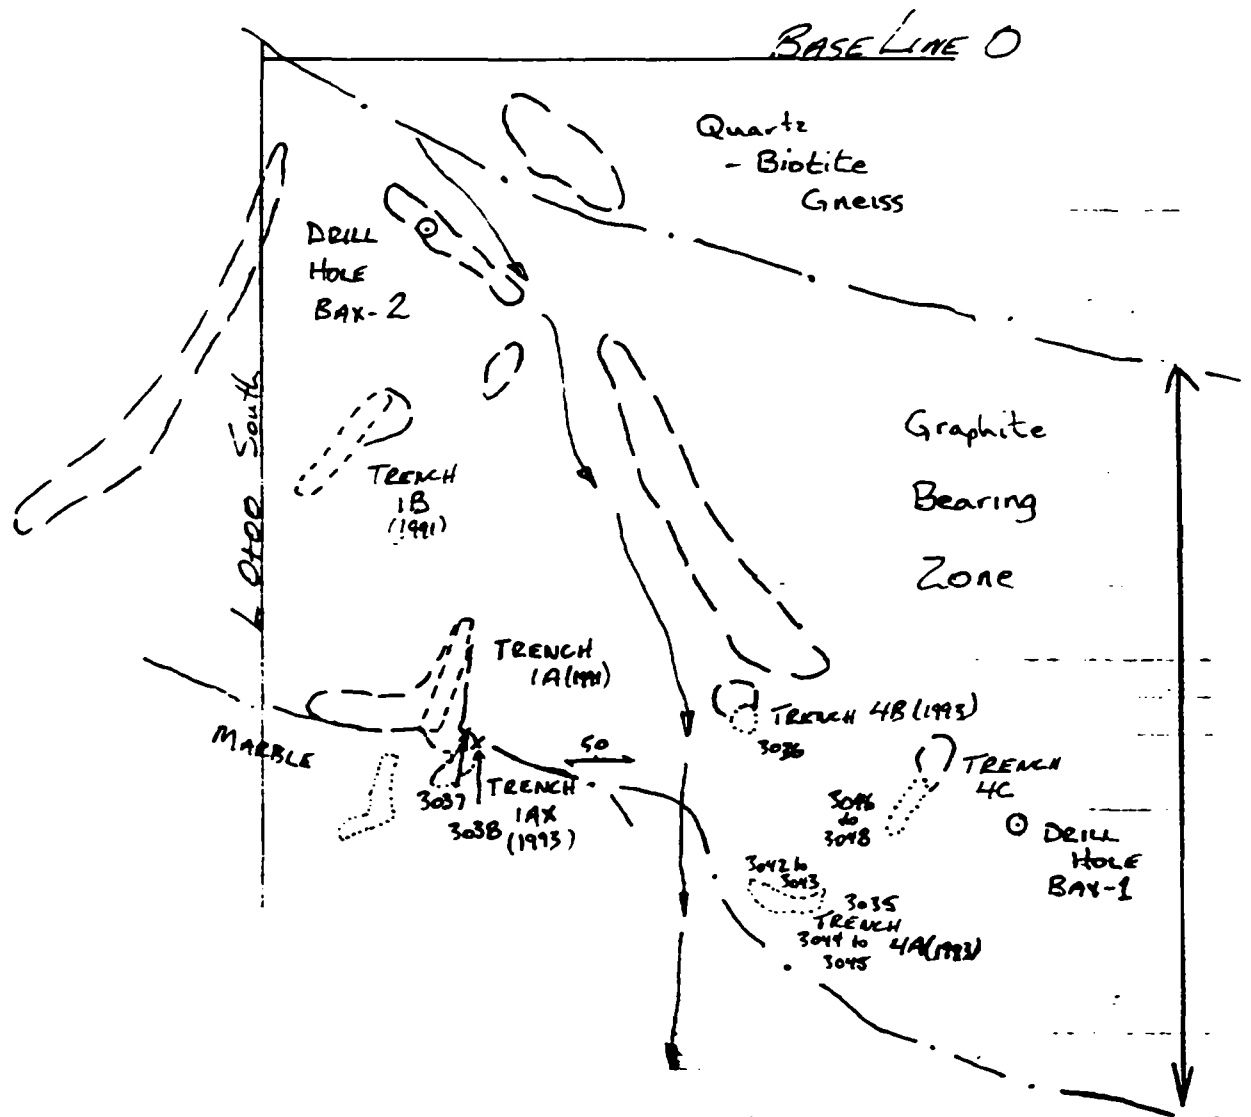 BASE LINE 0
Quartz
- Biotite
Gneiss
DRILL
HOLE
BAX-2
L 0+00 South
TRENCH
1B
(1991)
Graphite
Bearing
Zone
TRENCH
1A (1991)
MARBLE
50
TRENCH 4B (1993)
3036
TRENCH
4C
3037
3038
TRENCH
1AX
(1993)
3046
to
3048
DRILL
HOLE
BAX-1
3042 to
3043
3035
TRENCH
4A (1993)
3044 to
3045